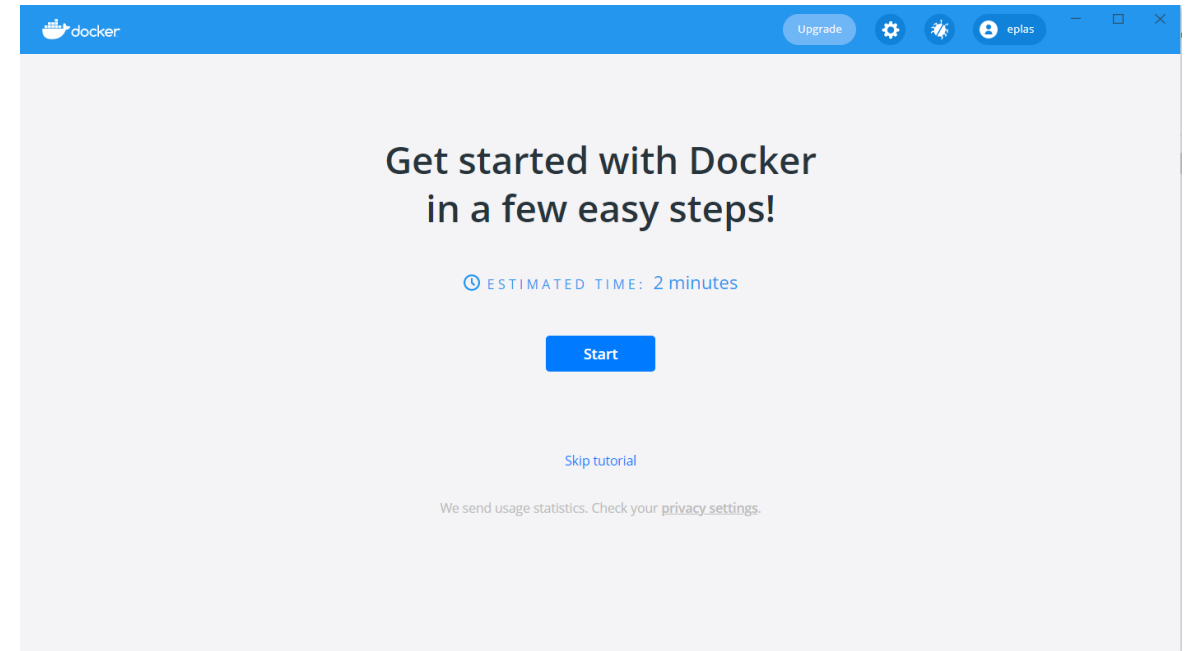 docker
Upgrade
eplas
Get started with Docker
in a few easy steps!
ESTIMATED TIME: 2 minutes
Start
Skip tutorial
We send usage statistics. Check your privacy settings.